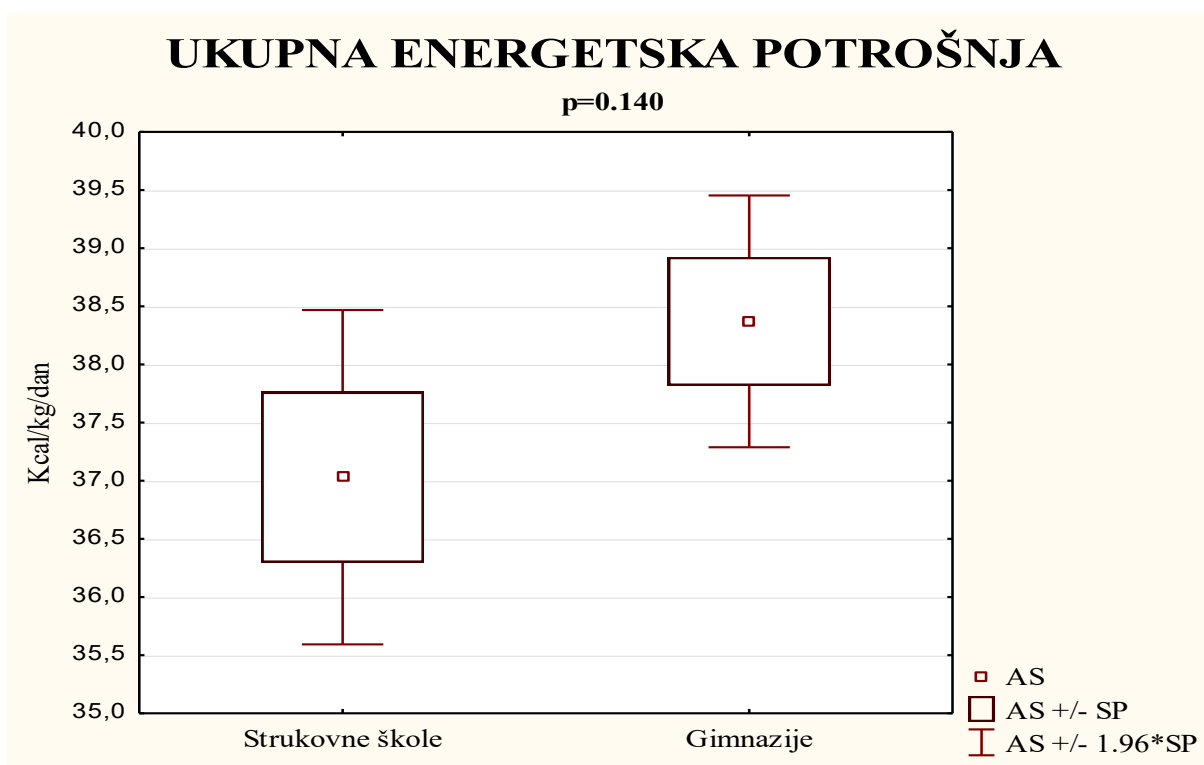 UKUPNA ENERGETSKA POTROŠNJA
p=0.140
40,0
39,5
39,0
38,5
38,0
37,5
37,0
36,5
36,0
35,5
35,0
Kcal/kg/dan
Strukovne škole
Gimnazije
AS
AS +/- SP
AS +/- 1.96*SP